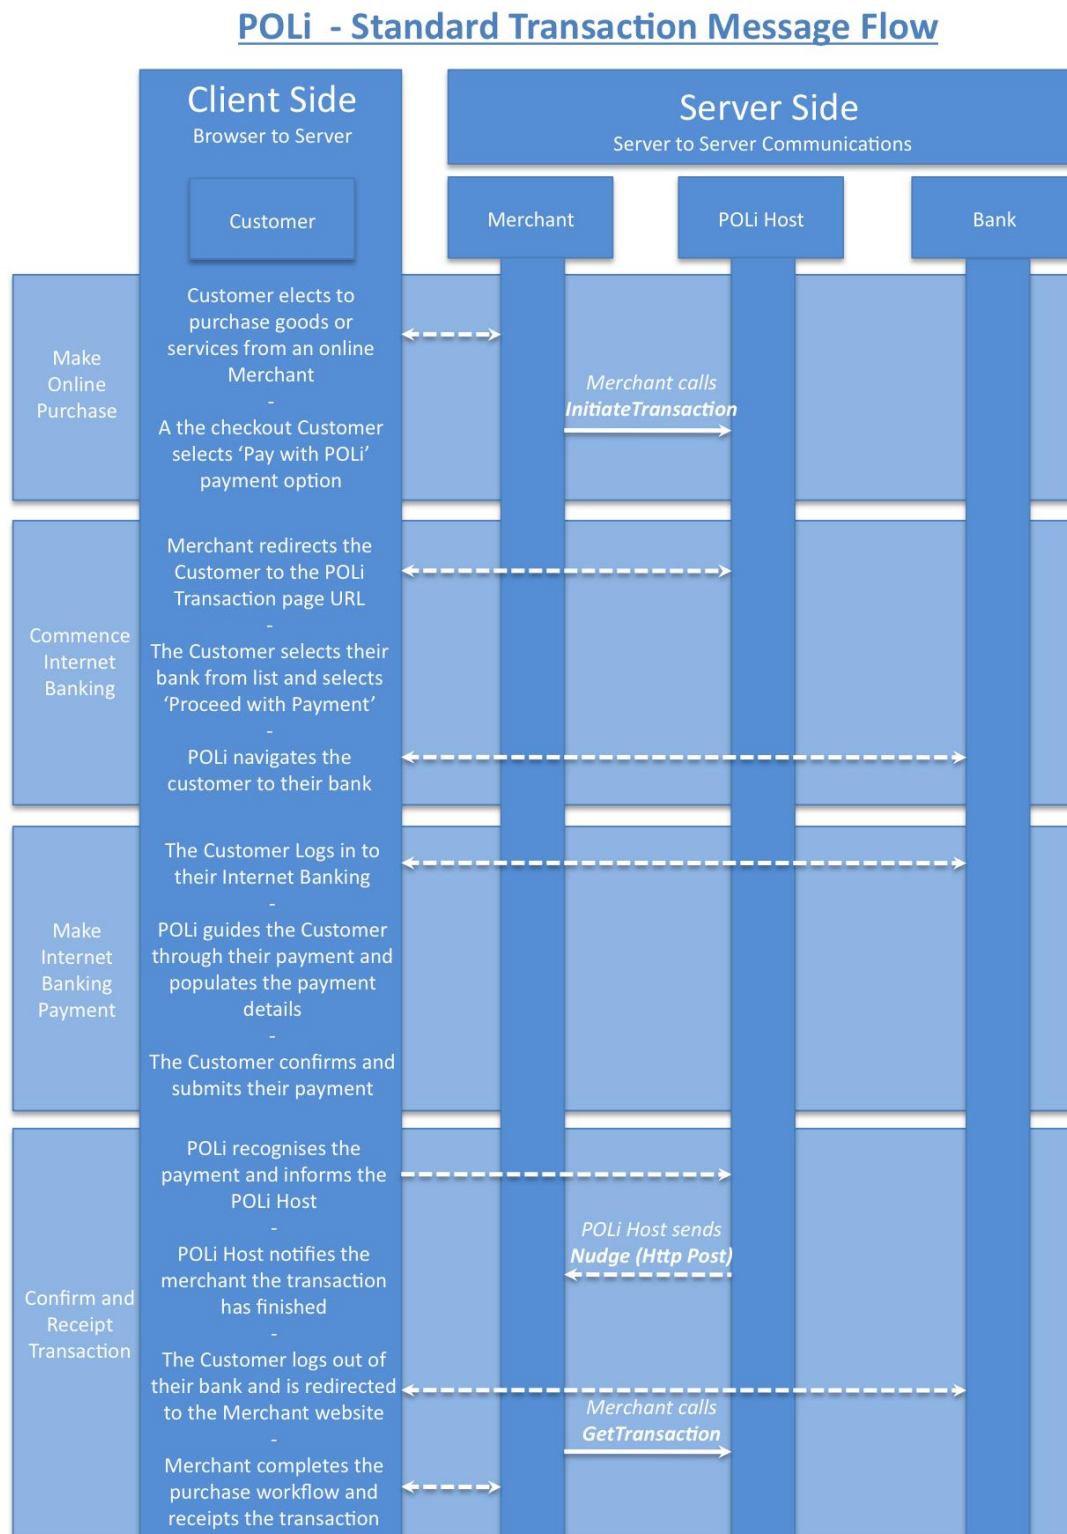 POLi - Standard Transaction Message Flow
Client Side
Browser to Server
Server Side
Server to Server Communications
Customer
Merchant
POLi Host
Bank
Make
Online
Purchase
Customer elects to
purchase goods or
services from an online
Merchant
-
A the checkout Customer
selects ‘Pay with POLi’
payment option
Merchant calls
InitiateTransaction
Commence
Internet
Banking
Merchant redirects the
Customer to the POLi
Transaction page URL
-
The Customer selects their
bank from list and selects
‘Proceed with Payment’
-
POLi navigates the
customer to their bank
Make
Internet
Banking
Payment
The Customer Logs in to
their Internet Banking
-
POLi guides the Customer
through their payment and
populates the payment
details
-
The Customer confirms and
submits their payment
Confirm and
Receipt
Transaction
POLi recognises the
payment and informs the
POLi Host
-
POLi Host notifies the
merchant the transaction
has finished
-
The Customer logs out of
their bank and is redirected
to the Merchant website
-
Merchant completes the
purchase workflow and
receipts the transaction
POLi Host sends
Nudge (Http Post)
Merchant calls
GetTransaction